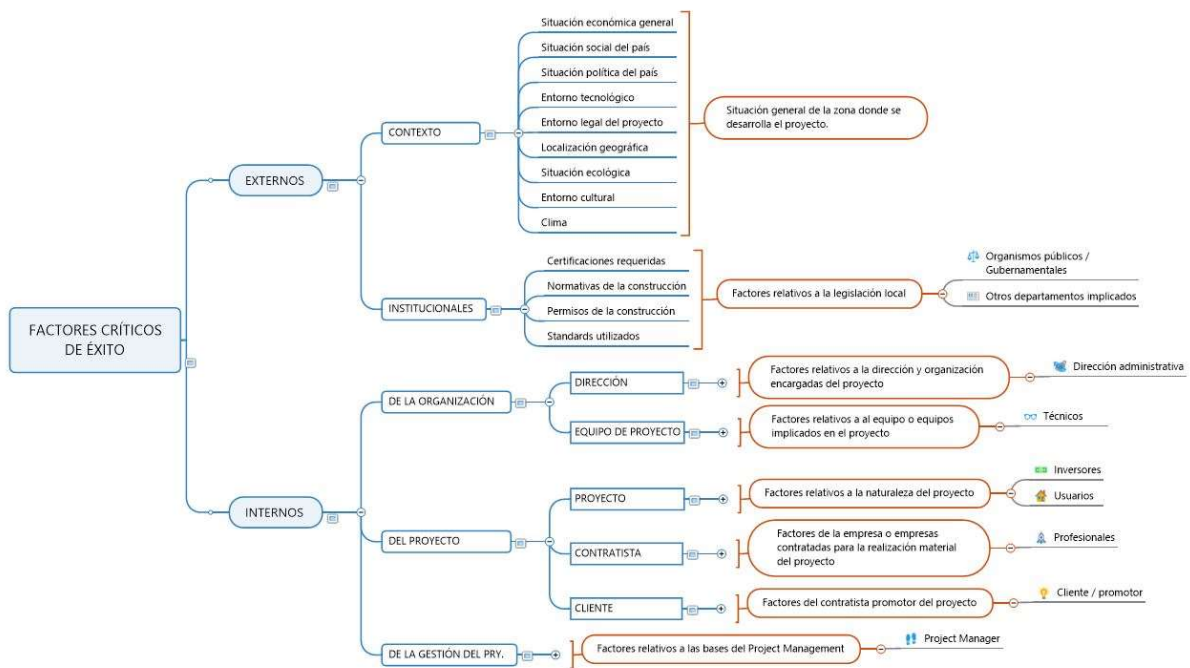 FACTORES CRÍTICOS
DE ÉXITO
EXTERNOS
CONTEXTO
Situación económica general
Situación social del país
Situación política del país
Entorno tecnológico
Entorno legal del proyecto
Localización geográfica
Situación ecológica
Entorno cultural
Clima
Situación general de la zona donde se
desarrolla el proyecto.
INSTITUCIONALES
Certificaciones requeridas
Normativas de la construcción
Permisos de la construcción
Standards utilizados
Factores relativos a la legislación local
Organismos públicos /
Gubernamentales
Otros departamentos implicados
INTERNOS
DE LA ORGANIZACIÓN
DIRECCIÓN
Factores relativos a la dirección y organización
encargadas del proyecto
Dirección administrativa
EQUIPO DE PROYECTO
Factores relativos a al equipo o equipos
implicados en el proyecto
Técnicos
DEL PROYECTO
PROYECTO
Factores relativos a la naturaleza del proyecto
Inversores
Usuarios
CONTRATISTA
Factores de la empresa o empresas
contratadas para la realización material
del proyecto
Profesionales
CLIENTE
Factores del contratista promotor del proyecto
Cliente / promotor
DE LA GESTIÓN DEL PRY.
Factores relativos a las bases del Project Management
Project Manager